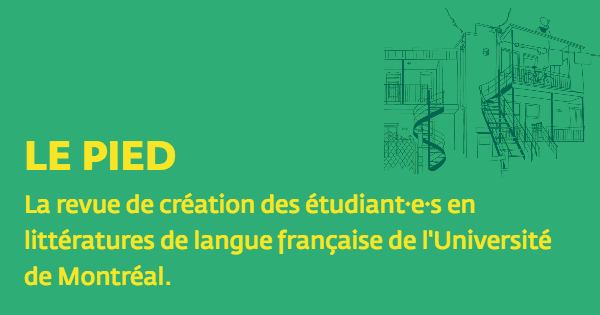 LE PIED
La revue de création des étudiant·e·s en
littératures de langue française de l'Université
de Montréal.